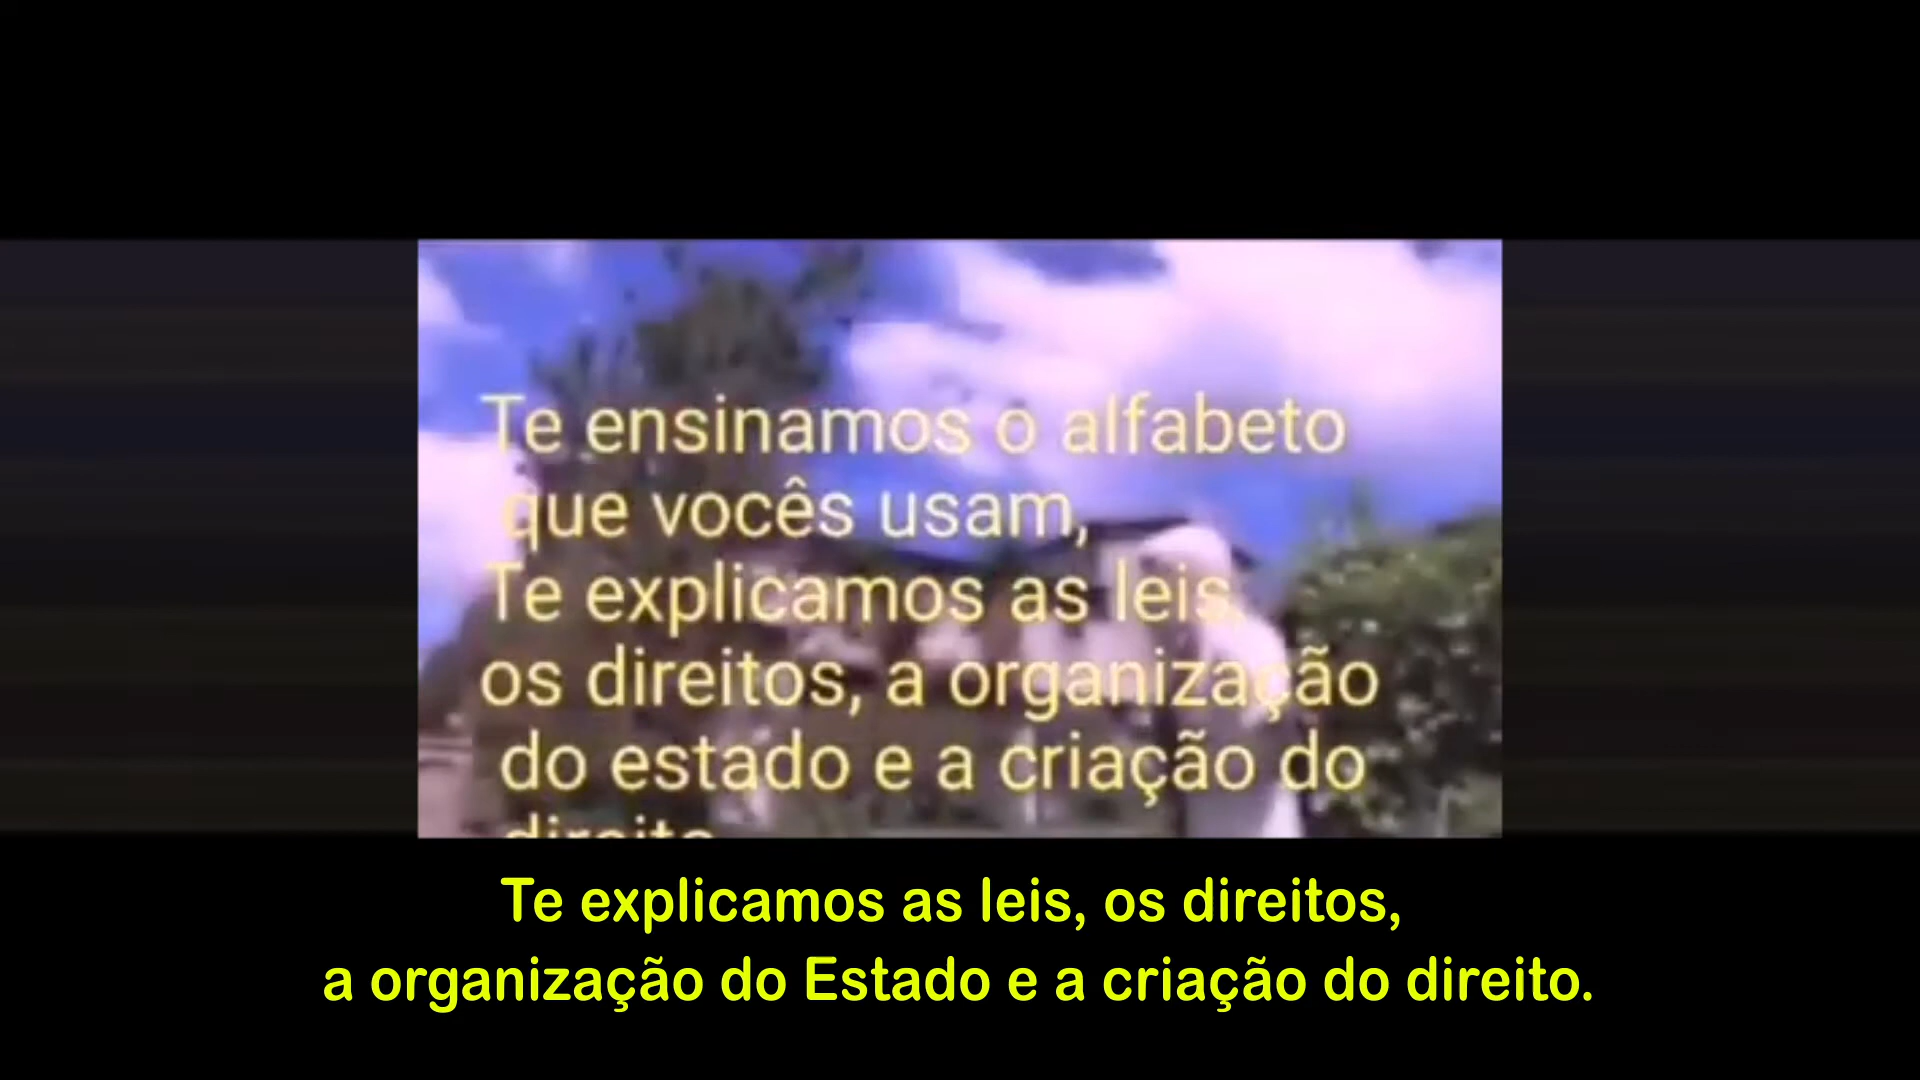 Te ensinamos o alfabeto
que vocês usam,
Te explicamos as leis,
os direitos, a organização
do estado e a criação do
direito
Te explicamos as leis, os direitos,
a organização do Estado e a criação do direito.